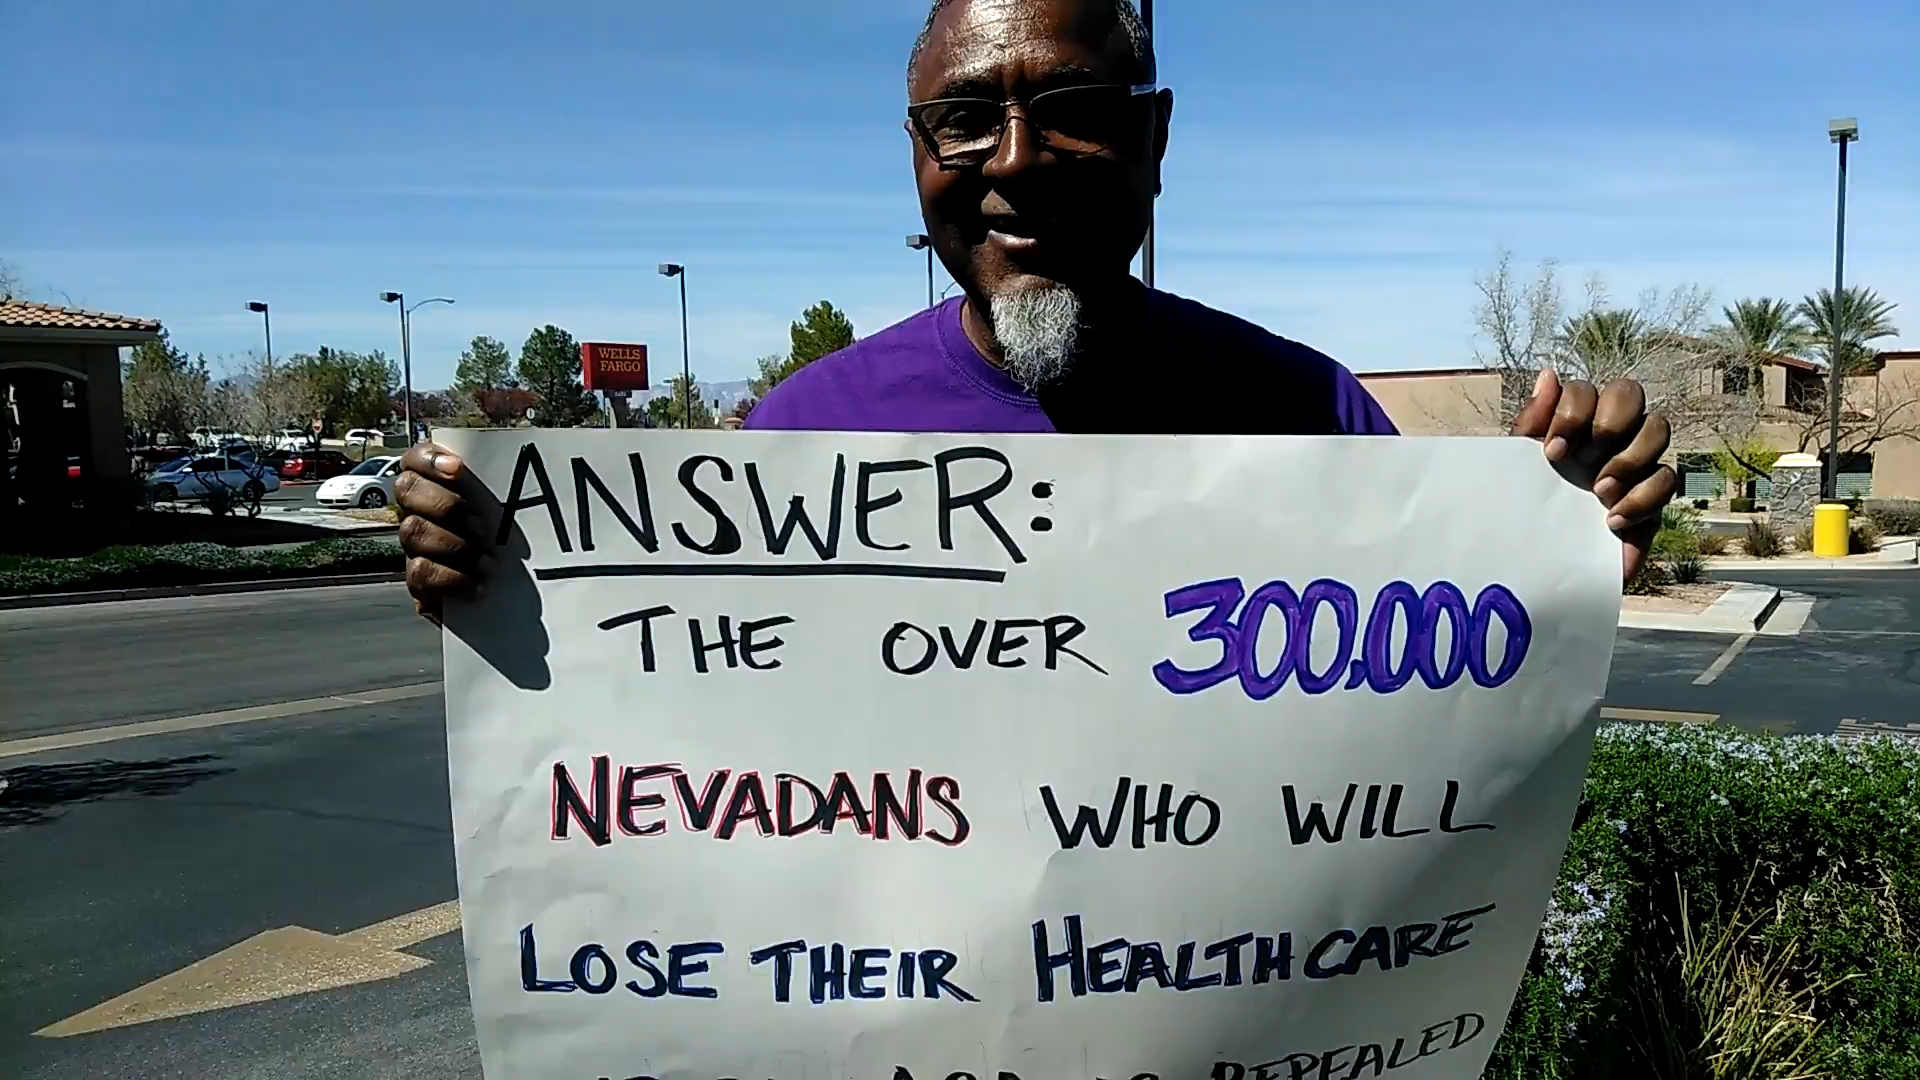 WELLS
FARGO
ANSWER:
THE OVER 300,000
NEVADANS WHO WILL
LOSE THEIR HEALTHCARE
REPEALED